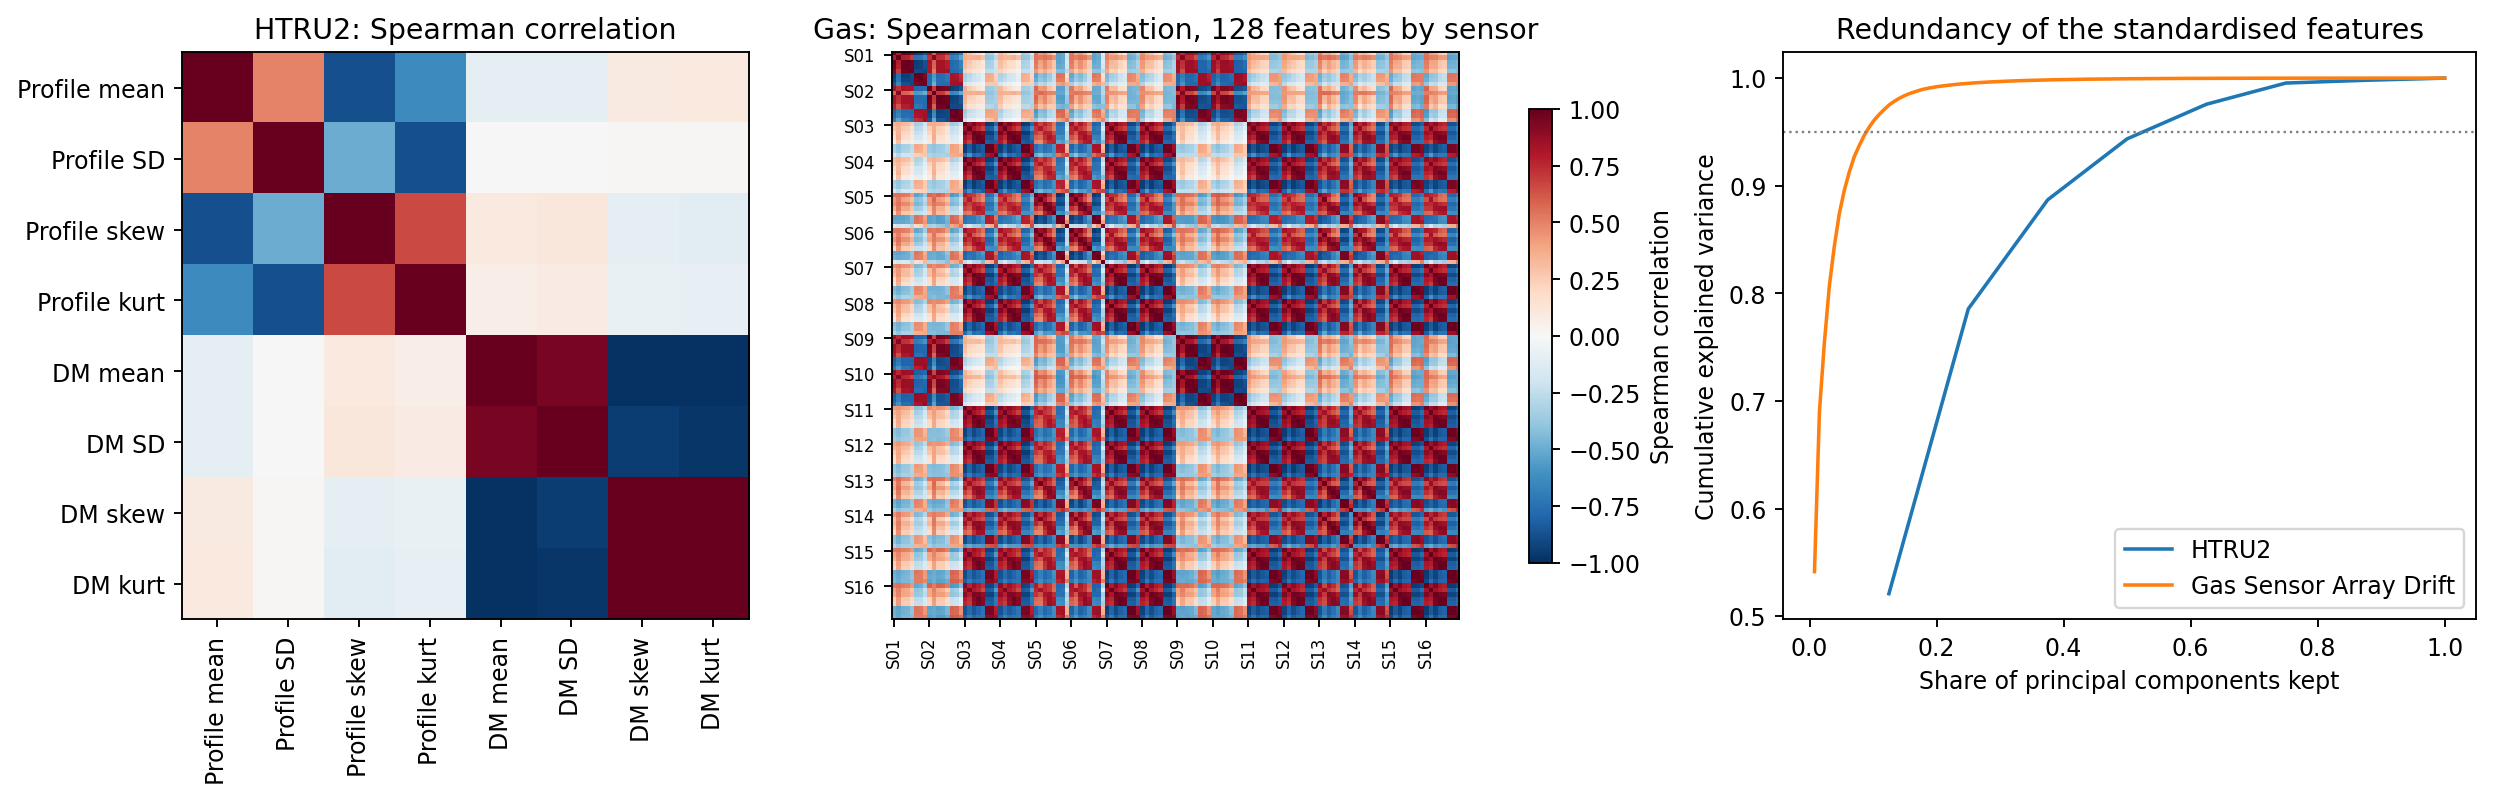 HTRU2: Spearman correlation
Profile mean
Profile SD
Profile skew
Profile kurt
DM mean
DM SD
DM skew
DM kurt
Profile mean
Profile SD
Profile skew
Profile kurt
DM mean
DM SD
DM skew
DM kurt
Gas: Spearman correlation, 128 features by sensor
S01
S02
S03
S04
S05
S06
S07
S08
S09
S10
S11
S12
S13
S14
S15
S16
S01
S02
S03
S04
S05
S06
S07
S08
S09
S10
S11
S12
S13
S14
S15
S16
1.00
0.75
0.50
0.25
0.00
−0.25
−0.50
−0.75
−1.00
Spearman correlation
Redundancy of the standardised features
Cumulative explained variance
1.0
0.9
0.8
0.7
0.6
0.5
HTRU2
Gas Sensor Array Drift
0.0
0.2
0.4
0.6
0.8
1.0
Share of principal components kept